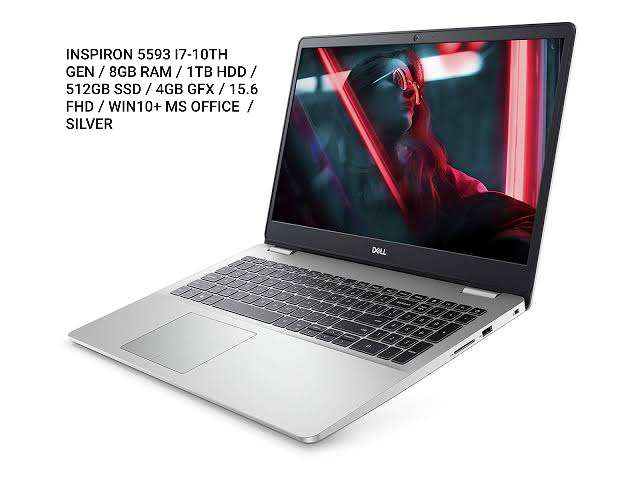 INSPIRON 5593 I7-10TH
GEN / 8GB RAM / 1TB HDD /
512GB SSD / 4GB GFX / 15.6
FHD / WIN10+ MS OFFICE  /
SILVER
DELL